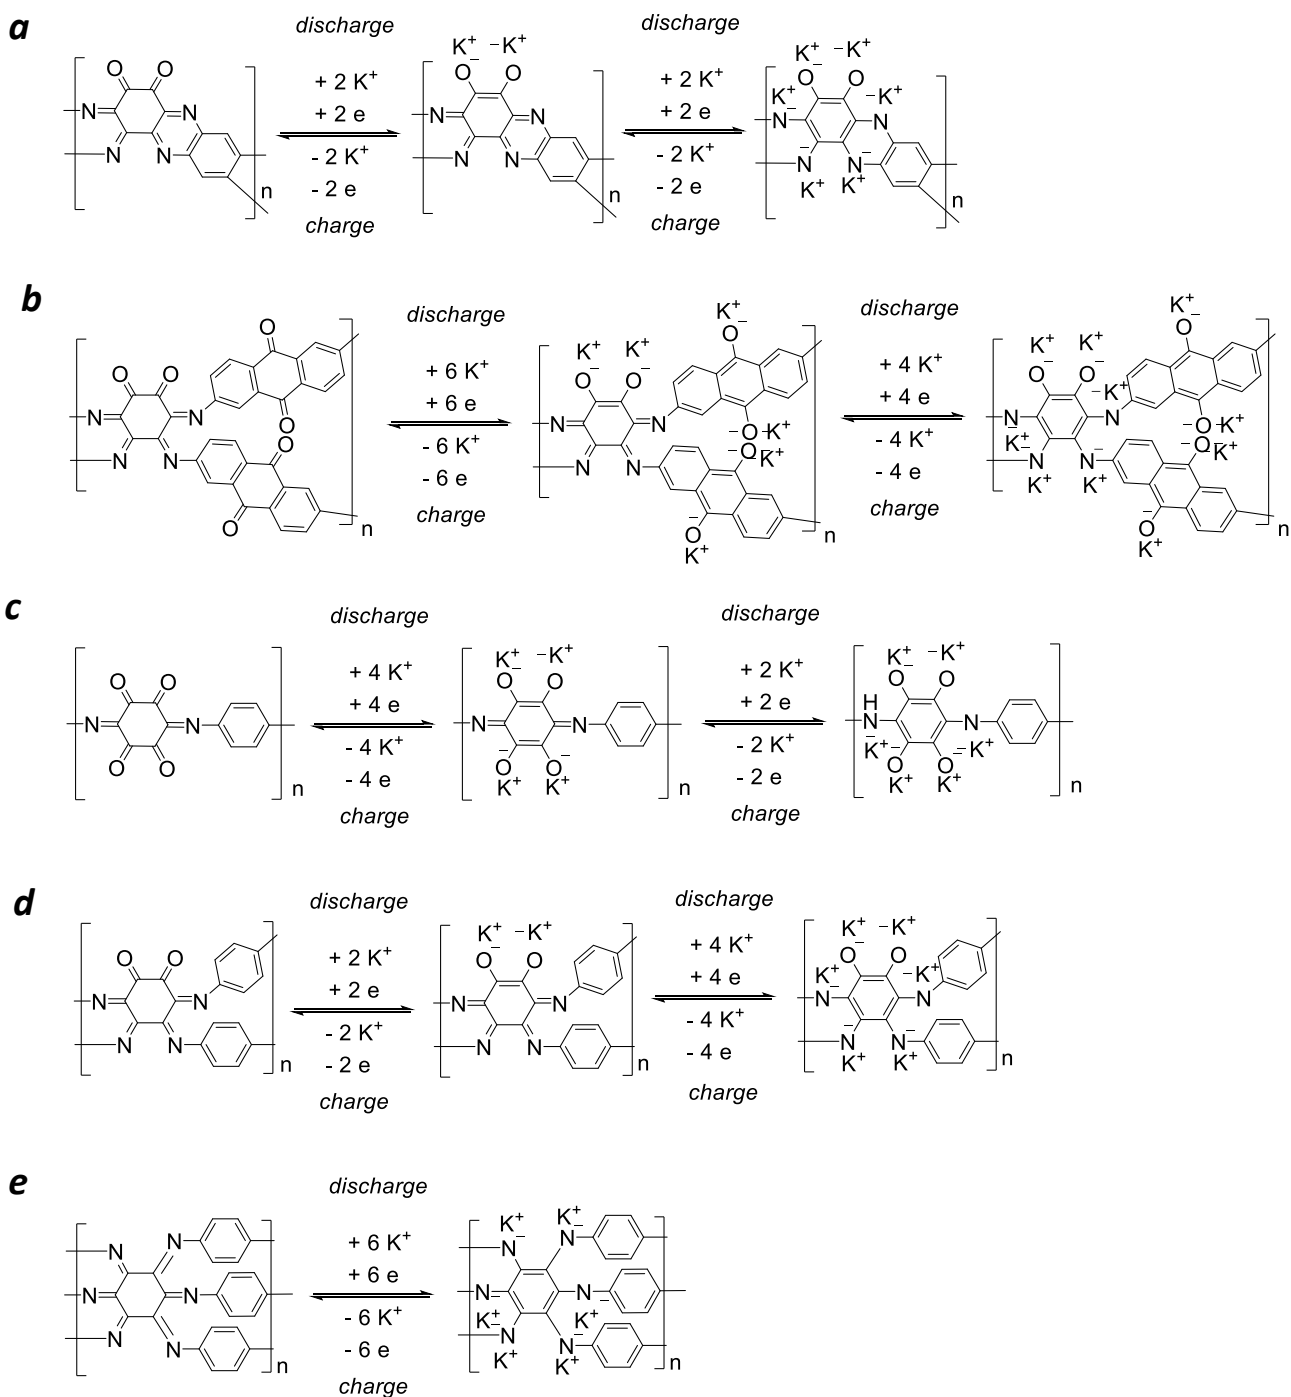 a
discharge
+ 2 K⁺
+ 2 e
- 2 K⁺
- 2 e
charge
discharge
+ 2 K⁺
+ 2 e
- 2 K⁺
- 2 e
charge
O O
N N
N N
n
K⁺ ⁻K⁺
O⁻ O
N N
N N
n
K⁺ ⁻K⁺
O⁻ O
K⁺ ⁻K⁺
N⁻ N
N⁻ N⁻
K⁺ K⁺
n
b
discharge
+ 6 K⁺
+ 6 e
- 6 K⁺
- 6 e
charge
discharge
+ 4 K⁺
+ 4 e
- 4 K⁺
- 4 e
charge
O
O O
N N
O
O
N N
O
n
K⁺
O⁻
K⁺ K⁺
O⁻ O⁻
N N
O⁻K⁺
O⁻K⁺
N N
O⁻
K⁺
n
K⁺
O⁻
K⁺ K⁺
O⁻ O⁻
⁻K⁺
N⁻ N
O⁻K⁺
K⁺
O⁻K⁺
N⁻ N⁻
K⁺ K⁺
O⁻
K⁺
n
c
discharge
+ 4 K⁺
+ 4 e
- 4 K⁺
- 4 e
charge
discharge
+ 2 K⁺
+ 2 e
- 2 K⁺
- 2 e
charge
O O
N N
O O
n
K⁺ ⁻K⁺
O⁻ O
N N
O⁻ O⁻
K⁺ K⁺
n
K⁺ ⁻K⁺
O⁻ O
H
N N
⁻K⁺ ⁻K⁺
O⁻ O
K⁺ K⁺
n
d
discharge
+ 2 K⁺
+ 2 e
- 2 K⁺
- 2 e
charge
discharge
+ 4 K⁺
+ 4 e
- 4 K⁺
- 4 e
charge
O O
N N
N N
n
K⁺ ⁻K⁺
O⁻ O
N N
N N
n
K⁺ ⁻K⁺
O⁻ O
K⁺ ⁻K⁺
N⁻ N
N⁻ N⁻
K⁺ K⁺
n
e
discharge
+ 6 K⁺
+ 6 e
- 6 K⁺
- 6 e
charge
N N
N N
N N
n
K⁺ K⁺
N⁻ N⁻
N⁻ N⁻
K⁺ K⁺
N⁻ N⁻
K⁺ K⁺
n